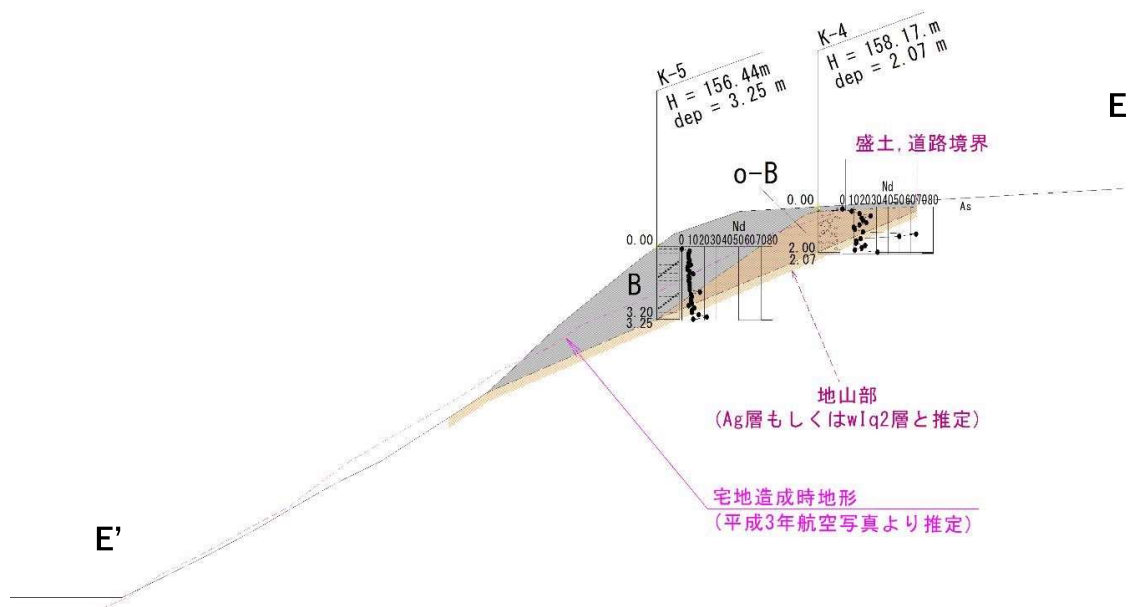 K-4
H = 158.17.m
dep = 2.07 m
K-5
H = 156.44m
dep = 3.25 m
E
盛土,道路境界
o-B
Nd
0.00
0 10 20 30 40 50 60 70 80
As
Nd
0.00
0 10 20 30 40 50 60 70 80
2.00
2.07
B
3.20
3.25
地山部
(Ag層もしくはwlq2層と推定)
宅地造成時地形
(平成3年航空写真より推定)
E'